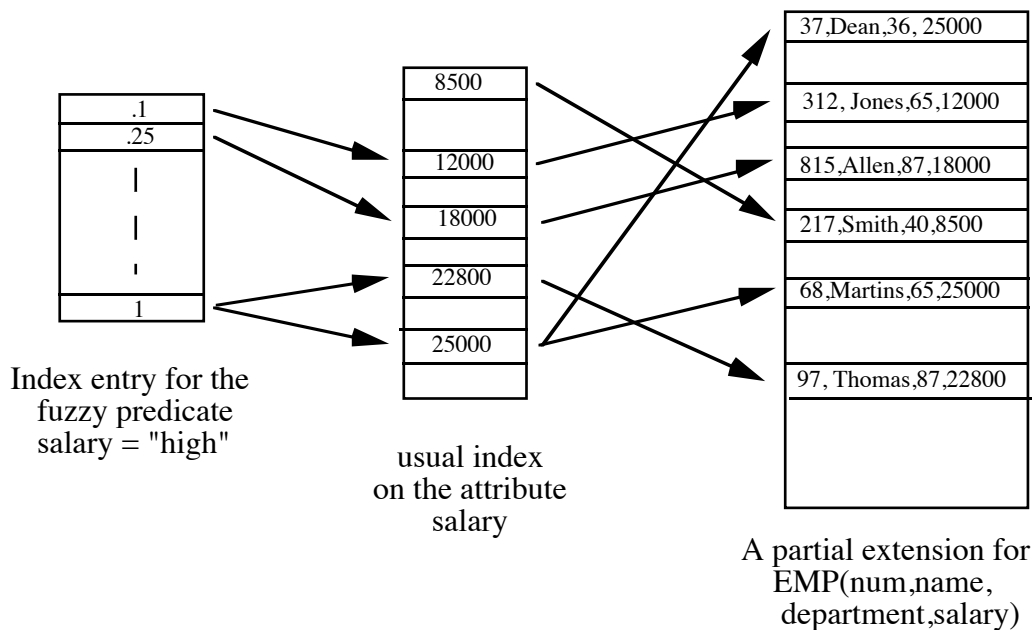 .1
.25
1
Index entry for the
fuzzy predicate
salary = "high"
8500
12000
18000
22800
25000
usual index
on the attribute
salary
37,Dean,36, 25000
312, Jones,65,12000
815,Allen,87,18000
217,Smith,40,8500
68,Martins,65,25000
97, Thomas,87,22800
A partial extension for
EMP(num,name,
department,salary)